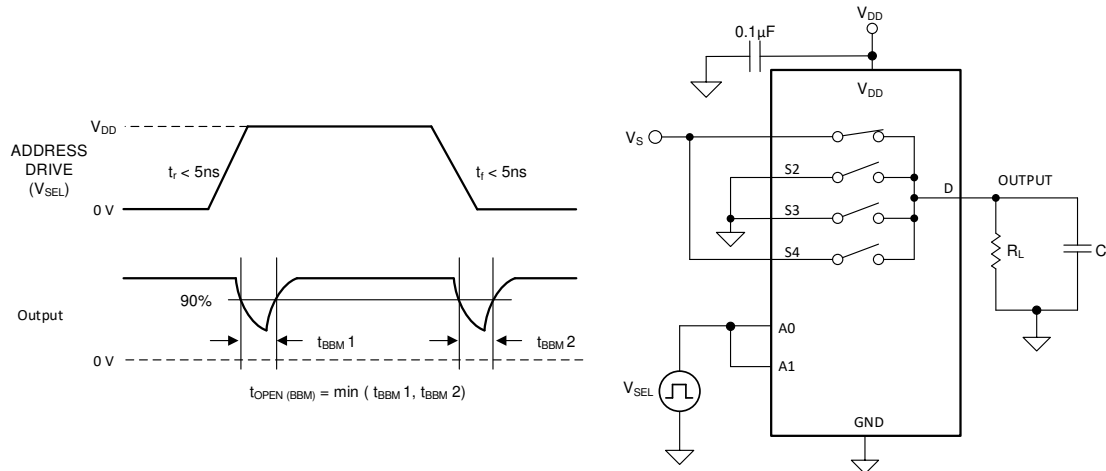 ADDRESS
DRIVE
(VSEL)
VDD
tr < 5ns
tf < 5ns
0 V
Output
90%
tBBM 1
tBBM 2
0 V
tOPEN (BBM) = min ( tBBM 1, tBBM 2)
VDD
0.1µF
VDD
VS
S2
S3
S4
D
OUTPUT
RL
C
A0
A1
VSEL
GND